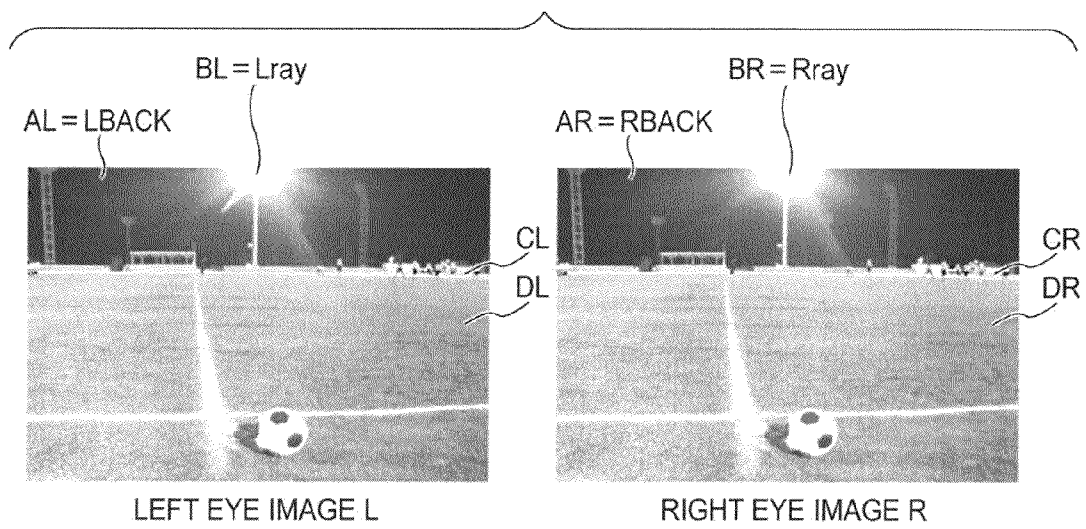 BL = Lray
BR = Rray
AL = LBACK
AR = RBACK
CL
CR
DL
DR
LEFT EYE IMAGE L
RIGHT EYE IMAGE R